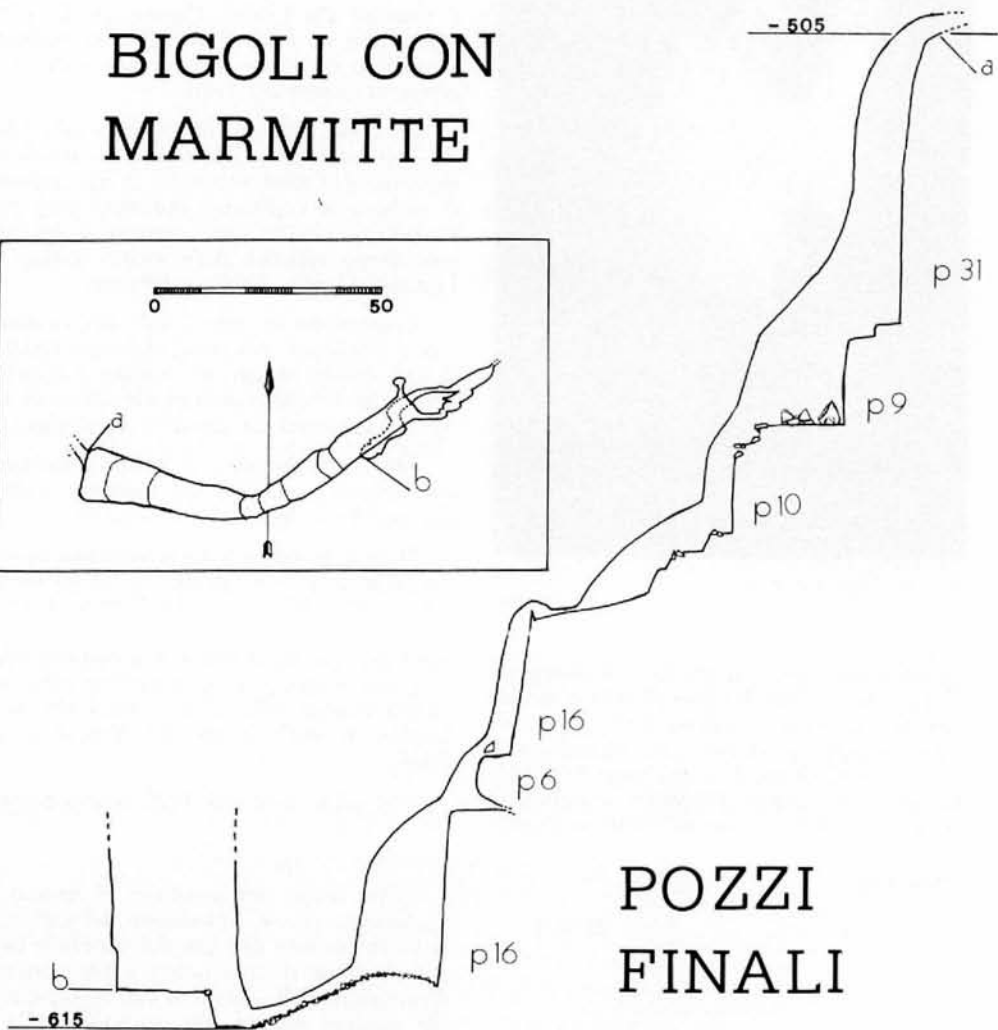 BIGOLI CON
MARMITTE
- 505
a
p 31
0 50
a
b
p 9
p 10
p 16
p 6
POZZI
FINALI
p 16
b
- 615